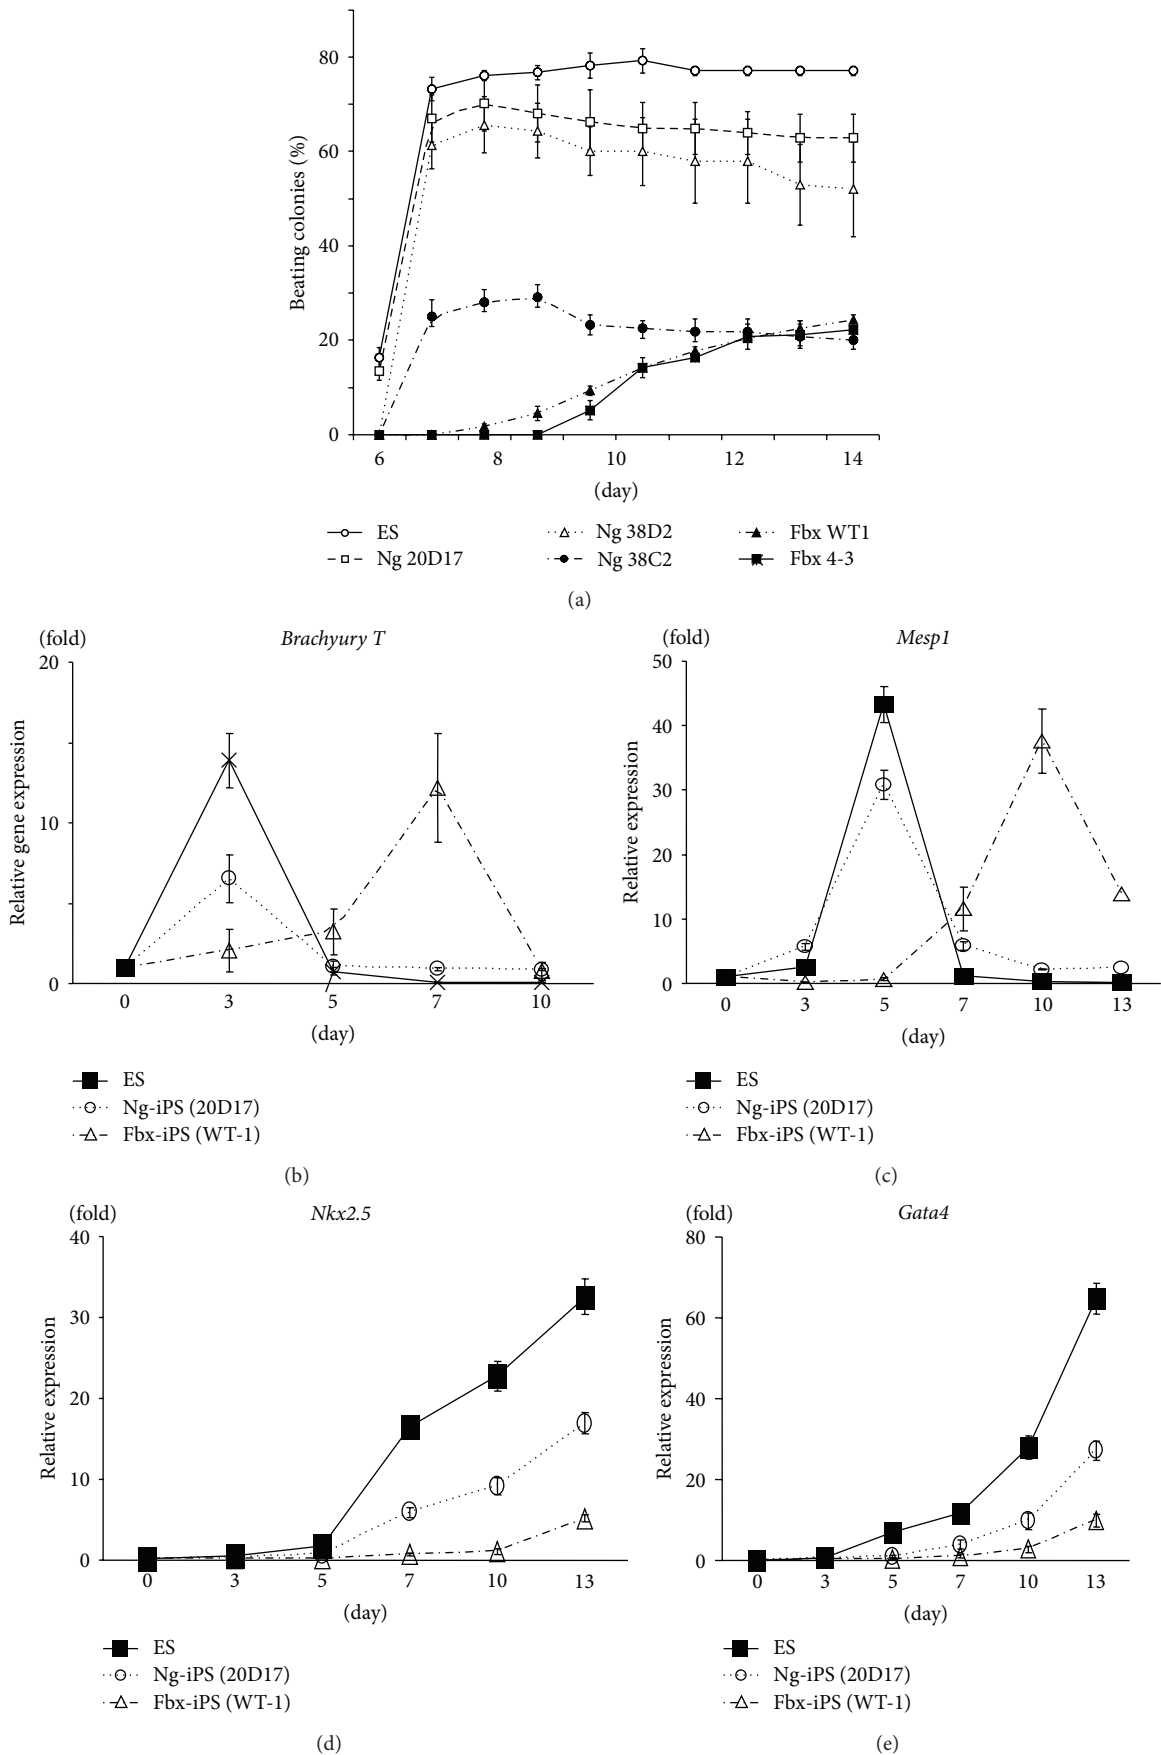 80
60
40
20
0
Beating colonies (%)
6 8 10 12 14
(day)
ES Ng 38D2 Fbx WT1
Ng 20D17 Ng 38C2 Fbx 4-3
(a)
(fold) Brachyury T
20
10
0
Relative gene expression
0 3 5 7 10
(day)
ES
Ng-iPS (20D17)
Fbx-iPS (WT-1)
(b)
(fold) Mesp1
50
40
30
20
10
0
Relative expression
0 3 5 7 10 13
(day)
ES
Ng-iPS (20D17)
Fbx-iPS (WT-1)
(c)
(fold) Nkx2.5
40
30
20
10
0
Relative expression
0 3 5 7 10 13
(day)
ES
Ng-iPS (20D17)
Fbx-iPS (WT-1)
(d)
(fold) Gata4
80
60
40
20
0
Relative expression
0 3 5 7 10 13
(day)
ES
Ng-iPS (20D17)
Fbx-iPS (WT-1)
(e)